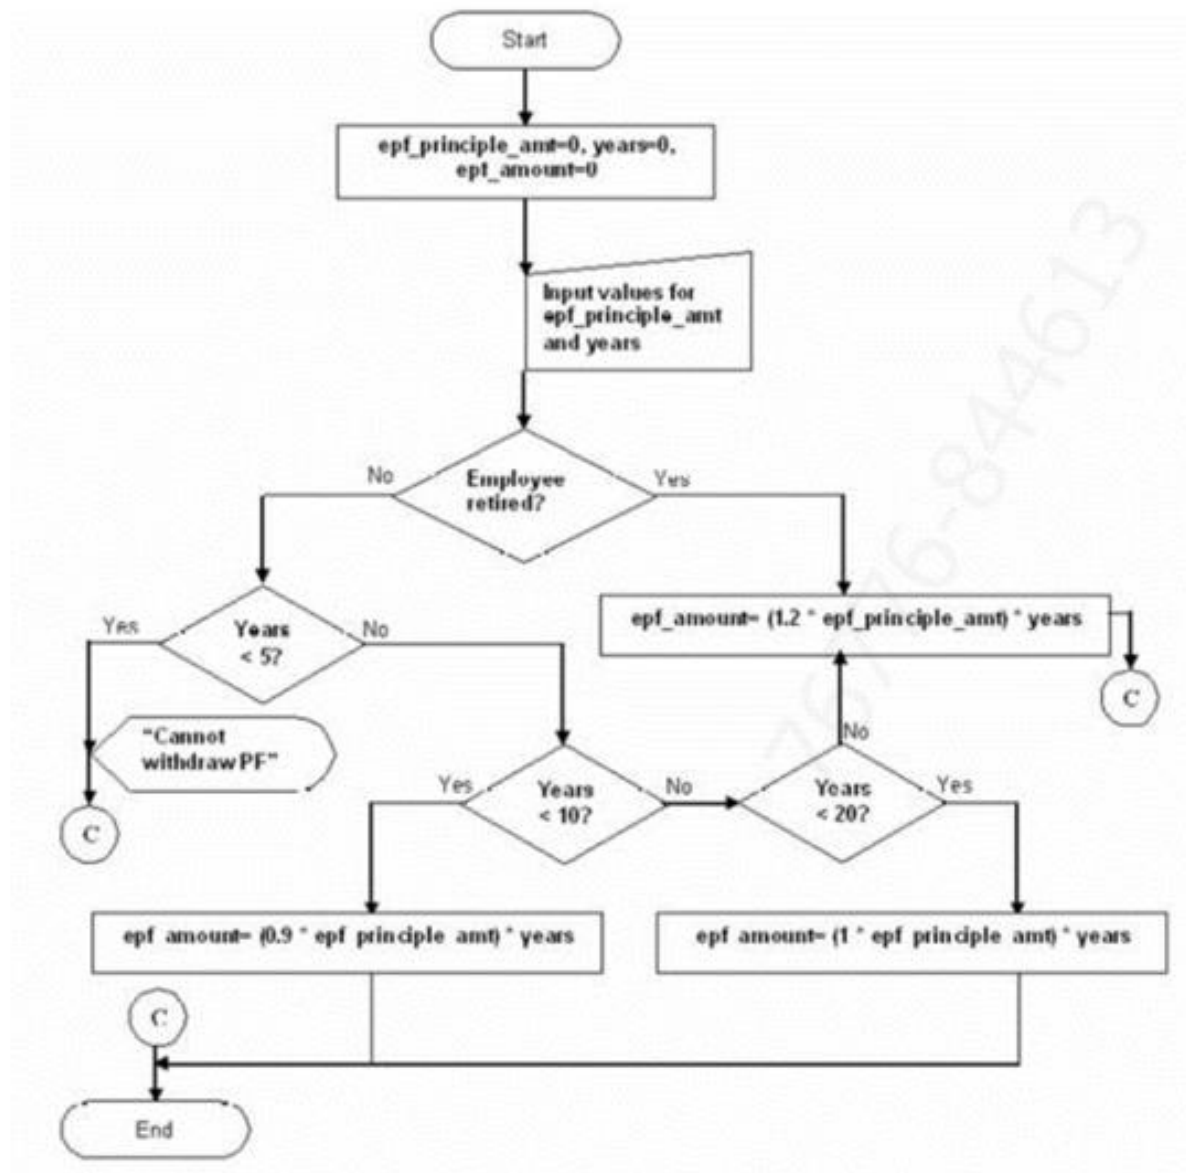 Start
epf_principle_amt=0, years=0,
epf_amount=0
Input values for
epf_principle_amt
and years
Employee
retired?
No
Yes
Years
< 5?
Yes
No
epf_amount= (1.2 * epf_principle_amt) * years
C
"Cannot
withdraw PF"
C
Years
< 10?
Yes
No
Years
< 20?
No
Yes
epf amount= (0.9 * epf principle amt) * years
epf amount= (1 * epf principle amt) * years
C
End